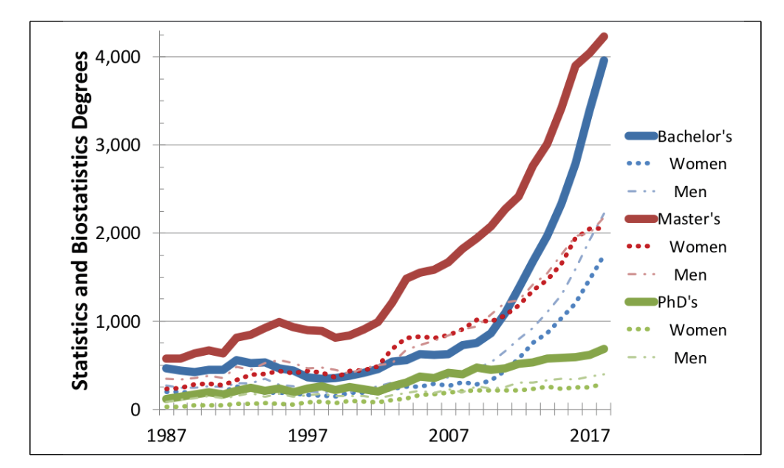 Statistics and Biostatistics Degrees
4,000
3,000
2,000
1,000
0
1987
1997
2007
2017
Bachelor's
Women
Men
Master's
Women
Men
PhD's
Women
Men